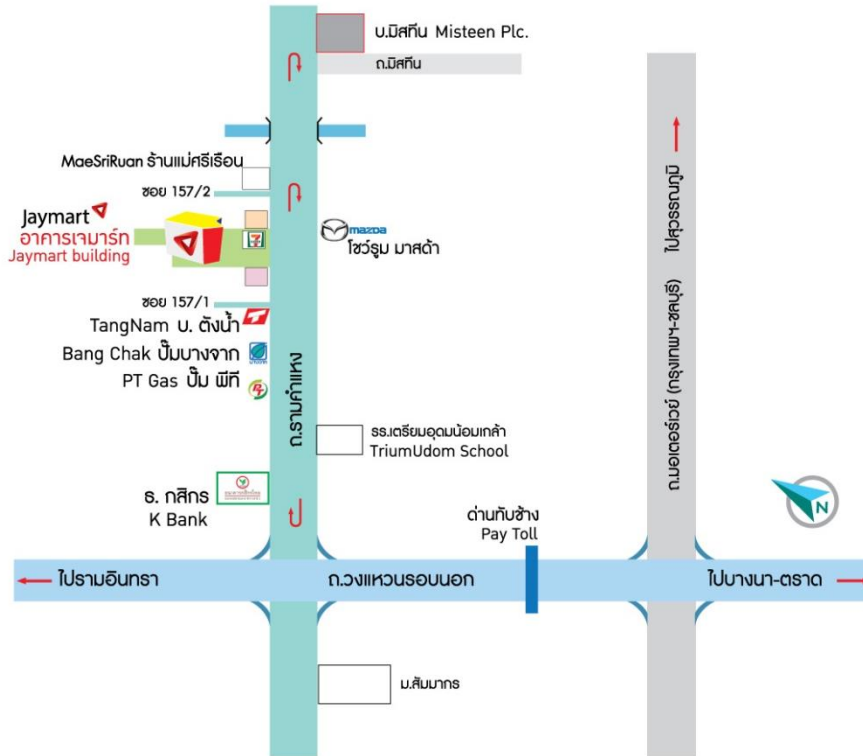 บ.มิสทีน Misteen Plc.
ถ.มิสทีน
MaeSriRuan ร้านแม่ศรีเรือน
ซอย 157/2
Jaymart
อาคารเจมาร์ท
Jaymart building
7
mazda
โชว์รูม มาสด้า
ซอย 157/1
TangNam บ. ตังน้ำ
Bang Chak ปั๊มบางจาก
PT Gas ปั๊ม พีที
PT
ถ.รามคำแหง
ถ.มอเตอร์เวย์ (กรุงเทพฯ-ชลบุรี)
ไปสุวรรณภูมิ
รร.เตรียมอุดมน้อมเกล้า
TriumUdom School
ธ. กสิกร
K Bank
ด่านทับช้าง
Pay Toll
N
ไปรามอินทรา
ถ.วงแหวนรอบนอก
ไปบางนา-ตราด
ม.สัมมากร